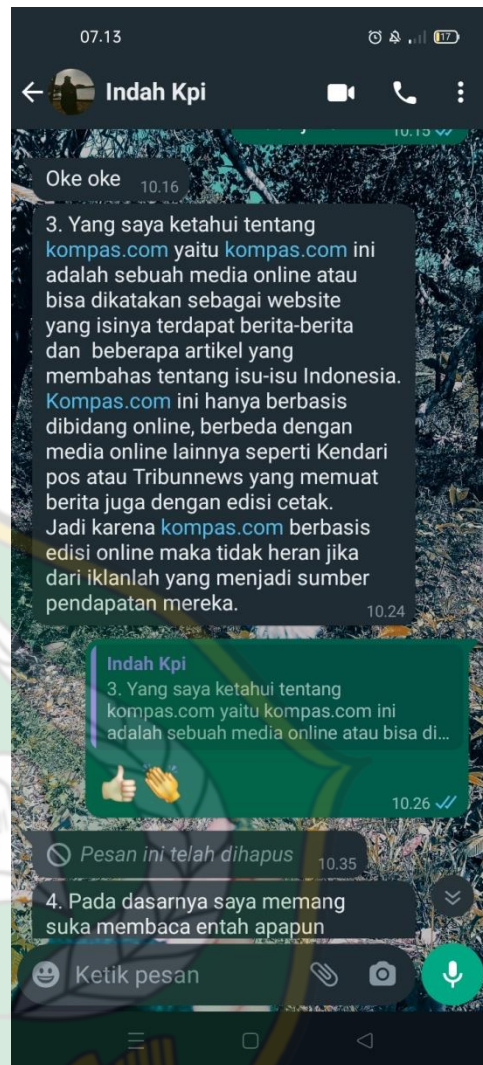 07.13
17
Indah Kpi
10.15
Oke oke 10.16
3. Yang saya ketahui tentang
kompas.com yaitu kompas.com ini
adalah sebuah media online atau
bisa dikatakan sebagai website
yang isinya terdapat berita-berita
dan beberapa artikel yang
membahas tentang isu-isu Indonesia.
Kompas.com ini hanya berbasis
dibidang online, berbeda dengan
media online lainnya seperti Kendari
pos atau Tribunnews yang memuat
berita juga dengan edisi cetak.
Jadi karena kompas.com berbasis
edisi online maka tidak heran jika
dari iklanlah yang menjadi sumber
pendapatan mereka. 10.24
Indah Kpi
3. Yang saya ketahui tentang
kompas.com yaitu kompas.com ini
adalah sebuah media online atau bisa di...
10.26
Pesan ini telah dihapus 10.35
4. Pada dasarnya saya memang
suka membaca entah apapun
Ketik pesan